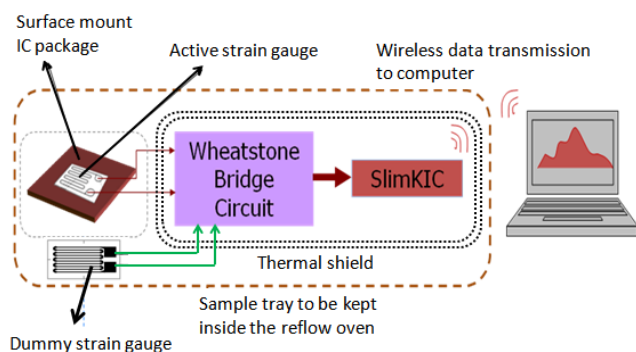 Surface mount
IC package
Active strain gauge
Wireless data transmission
to computer
Wheatstone
Bridge
Circuit
SlimKIC
Thermal shield
Sample tray to be kept
inside the reflow oven
Dummy strain gauge